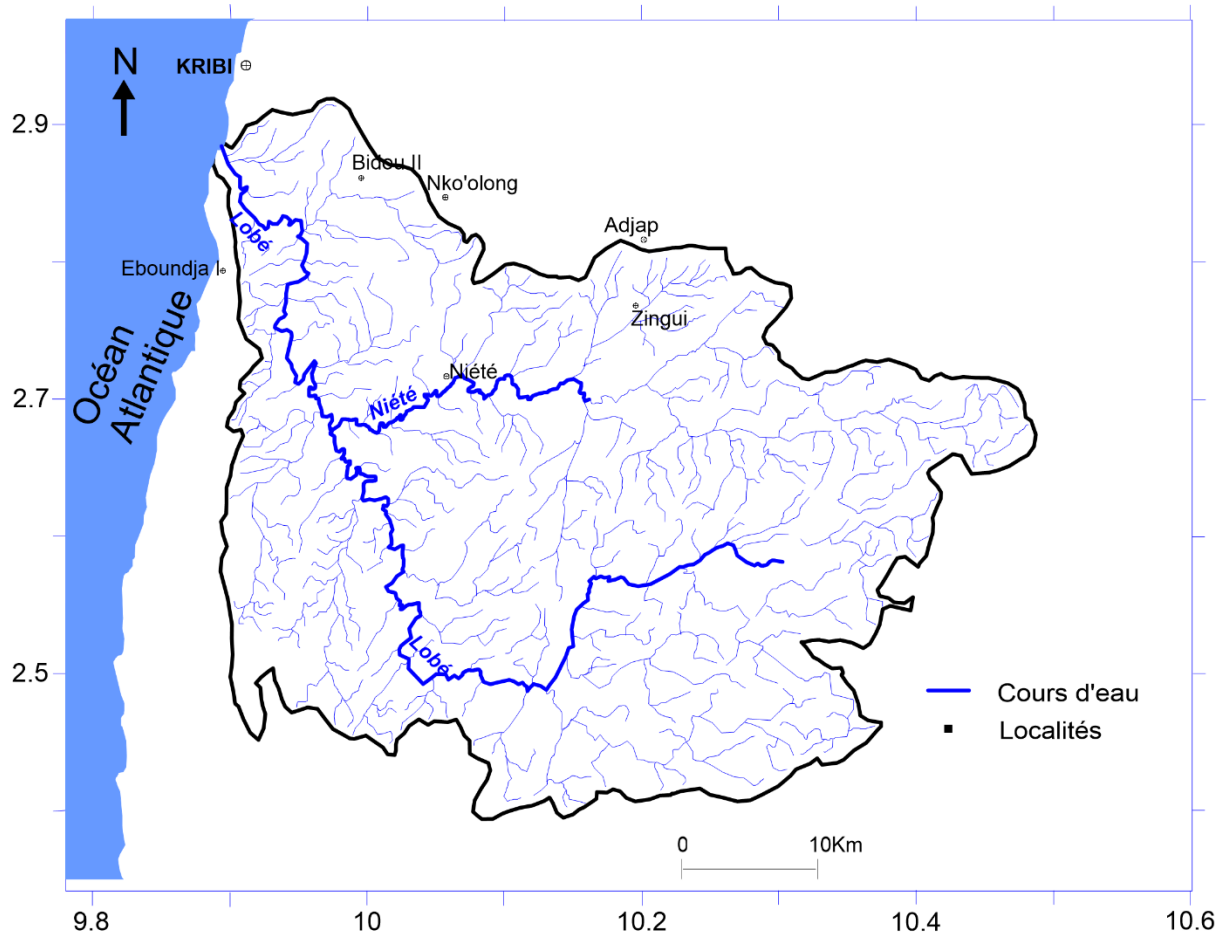 N
KRIBI
2.9
Bidou II
Nko'olong
Lobé
Adjap
Eboundja I
Zingui
Océan
Atlantique
Niété
2.7
Niété
Lobé
2.5
Cours d'eau
Localités
0 10Km
9.8 10 10.2 10.4 10.6